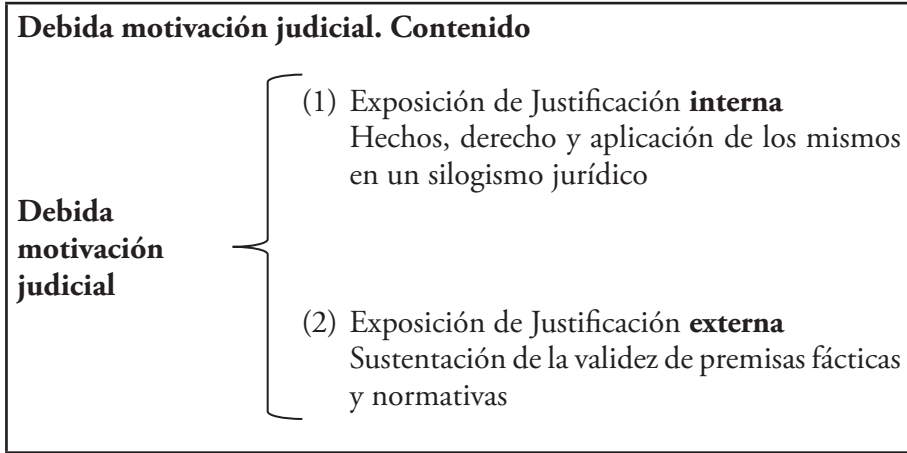 Debida motivación judicial. Contenido
(1) Exposición de Justificación interna
Hechos, derecho y aplicación de los mismos
en un silogismo jurídico
Debida
motivación
judicial
(2) Exposición de Justificación externa
Sustentación de la validez de premisas fácticas
y normativas